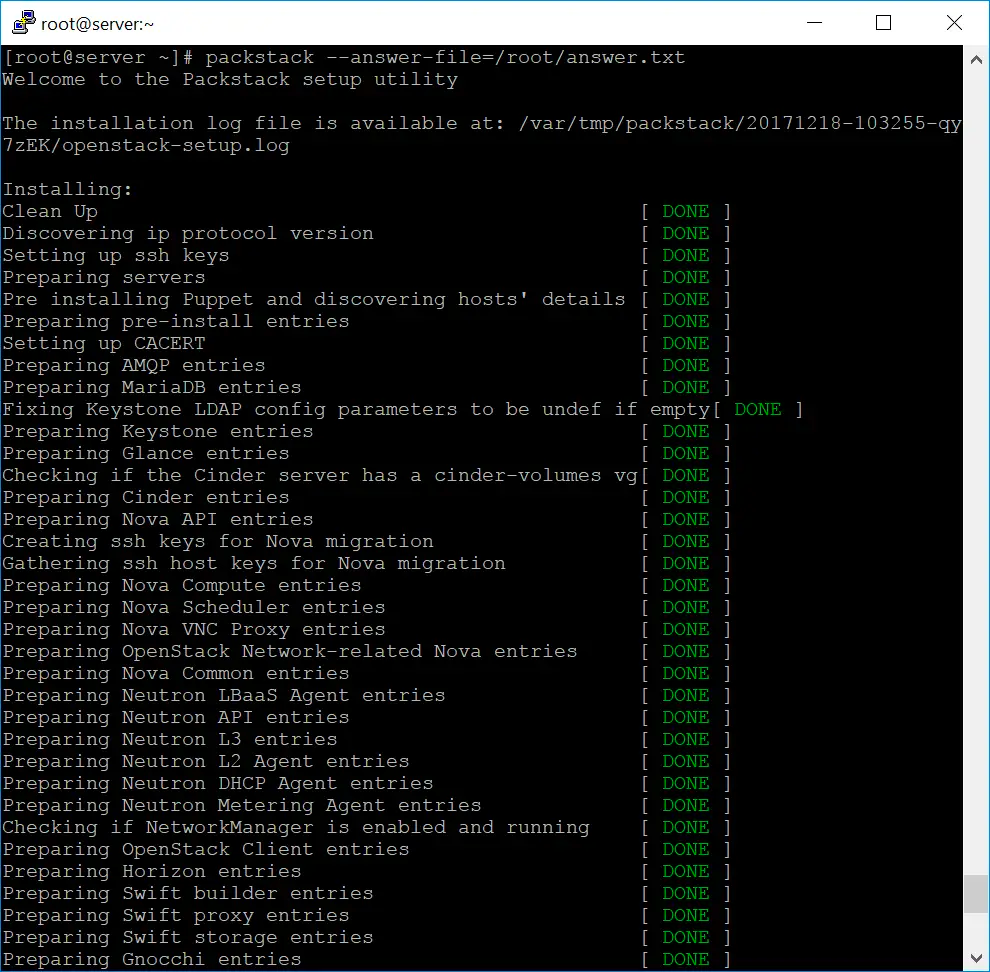 root@server:~
[root@server ~]# packstack --answer-file=/root/answer.txt
Welcome to the Packstack setup utility
The installation log file is available at: /var/tmp/packstack/20171218-103255-qy
7zEK/openstack-setup.log
Installing:
Clean Up [ DONE ]
Discovering ip protocol version [ DONE ]
Setting up ssh keys [ DONE ]
Preparing servers [ DONE ]
Pre installing Puppet and discovering hosts' details [ DONE ]
Preparing pre-install entries [ DONE ]
Setting up CACERT [ DONE ]
Preparing AMQP entries [ DONE ]
Preparing MariaDB entries [ DONE ]
Fixing Keystone LDAP config parameters to be undef if empty[ DONE ]
Preparing Keystone entries [ DONE ]
Preparing Glance entries [ DONE ]
Checking if the Cinder server has a cinder-volumes vg[ DONE ]
Preparing Cinder entries [ DONE ]
Preparing Nova API entries [ DONE ]
Creating ssh keys for Nova migration [ DONE ]
Gathering ssh host keys for Nova migration [ DONE ]
Preparing Nova Compute entries [ DONE ]
Preparing Nova Scheduler entries [ DONE ]
Preparing Nova VNC Proxy entries [ DONE ]
Preparing OpenStack Network-related Nova entries [ DONE ]
Preparing Nova Common entries [ DONE ]
Preparing Neutron LBaaS Agent entries [ DONE ]
Preparing Neutron API entries [ DONE ]
Preparing Neutron L3 entries [ DONE ]
Preparing Neutron L2 Agent entries [ DONE ]
Preparing Neutron DHCP Agent entries [ DONE ]
Preparing Neutron Metering Agent entries [ DONE ]
Checking if NetworkManager is enabled and running [ DONE ]
Preparing OpenStack Client entries [ DONE ]
Preparing Horizon entries [ DONE ]
Preparing Swift builder entries [ DONE ]
Preparing Swift proxy entries [ DONE ]
Preparing Swift storage entries [ DONE ]
Preparing Gnocchi entries [ DONE ]